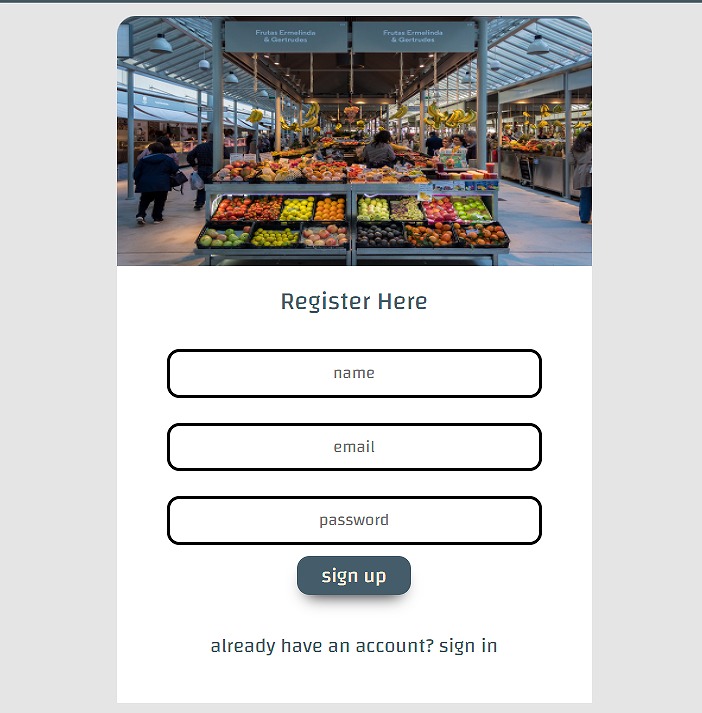 Frutas Ermelinda
& Gertrudes
Frutas Ermelinda
& Gertrudes
Register Here
name
email
password
sign up
already have an account? sign in